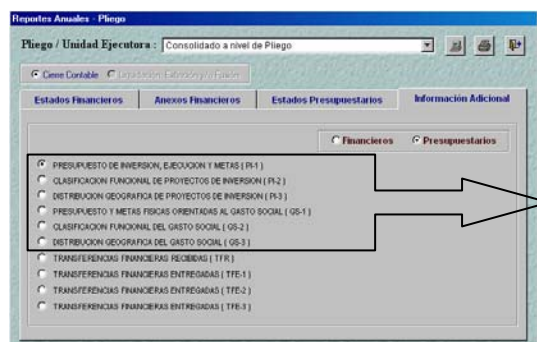 Reportes Anuales - Pliego
Pliego / Unidad Ejecutora : Consolidado a nivel de Pliego
Cierre Contable Liquidación, Extinción y/o Fusión
Estados Financieros Anexos Financieros Estados Presupuestarios Información Adicional
Financieros Presupuestarios
PRESUPUESTO DE INVERSION, EJECUCION Y METAS ( PI-1 )
CLASIFICACION FUNCIONAL DE PROYECTOS DE INVERSION ( PI-2 )
DISTRIBUCION GEOGRAFICA DE PROYECTOS DE INVERSION ( PI-3 )
PRESUPUESTO Y METAS FISICAS ORIENTADAS AL GASTO SOCIAL ( GS-1 )
CLASIFICACION FUNCIONAL DEL GASTO SOCIAL ( GS-2 )
DISTRIBUCION GEOGRAFICA DEL GASTO SOCIAL ( GS-3 )
TRANSFERENCIAS FINANCIERAS RECIBIDAS ( TFR )
TRANSFERENCIAS FINANCIERAS ENTREGADAS ( TFE-1 )
TRANSFERENCIAS FINANCIERAS ENTREGADAS ( TFE-2 )
TRANSFERENCIAS FINANCIERAS ENTREGADAS ( TFE-3 )